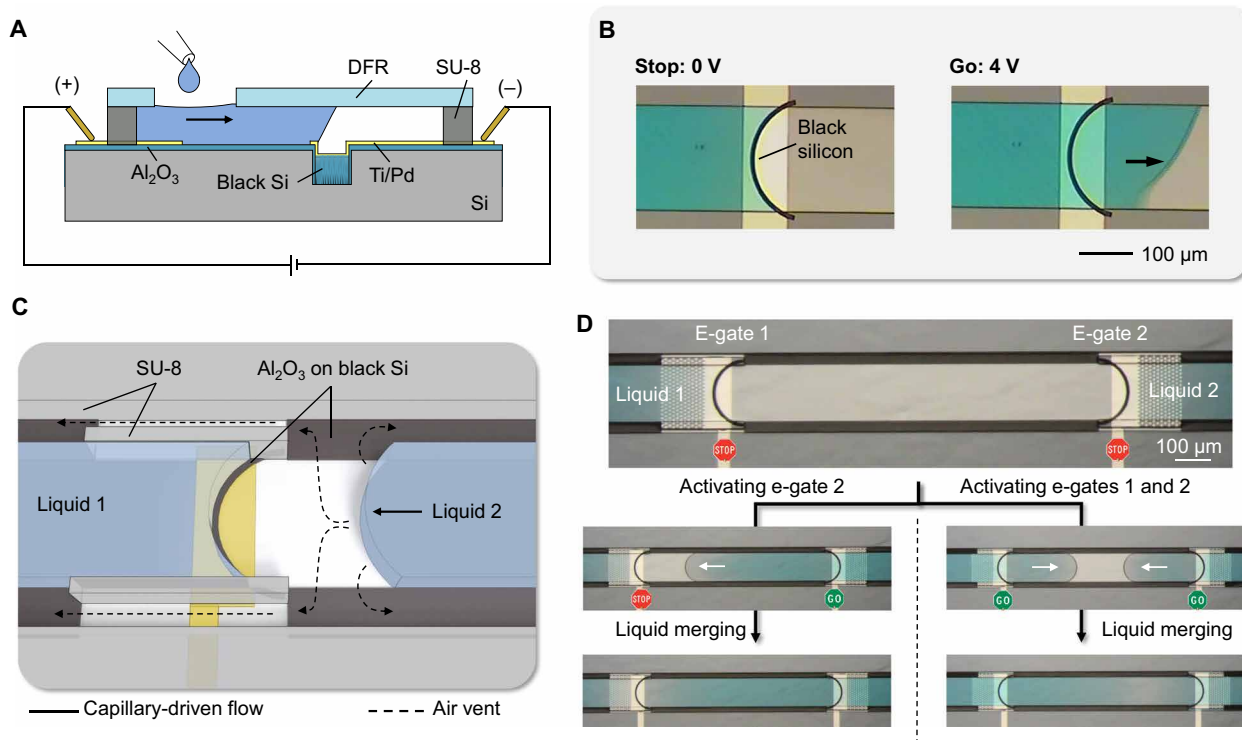 A
(+)
DFR
SU-8
(–)
Al₂O₃
Black Si
Ti/Pd
Si
B
Stop: 0 V
Go: 4 V
Black
silicon
100 µm
C
SU-8
Al₂O₃ on black Si
Liquid 1
Liquid 2
Capillary-driven flow
Air vent
D
E-gate 1
E-gate 2
Liquid 1
Liquid 2
STOP
STOP
100 µm
Activating e-gate 2
Activating e-gates 1 and 2
STOP
GO
GO
GO
Liquid merging
Liquid merging